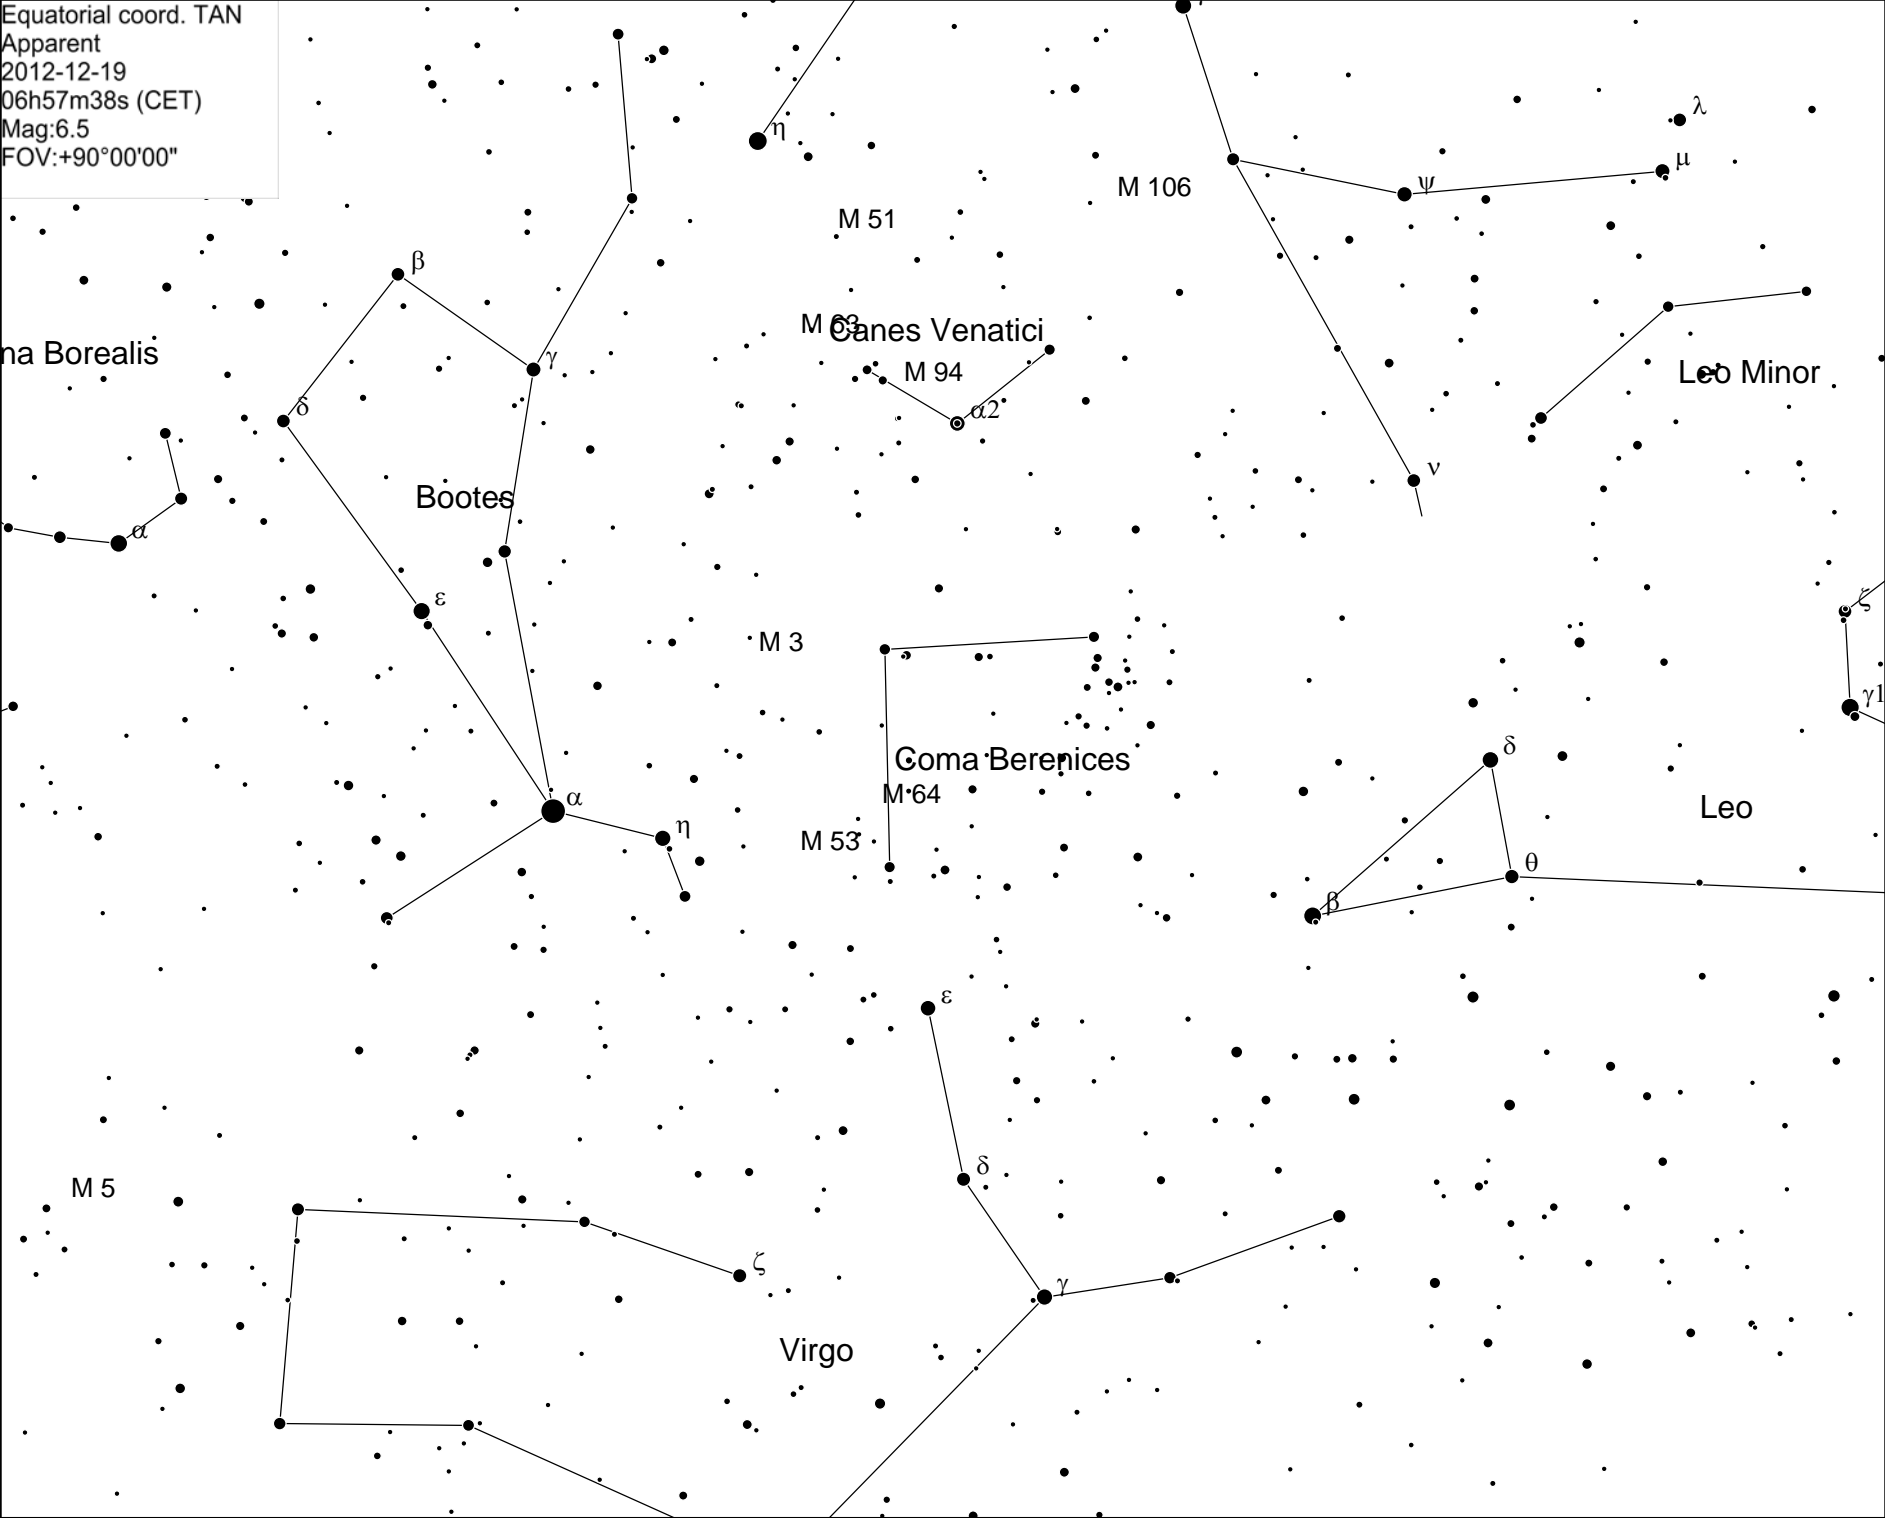 Equatorial coord. TAN
Apparent
2012-12-19
06h57m38s (CET)
Mag:6.5
FOV:+90°00'00"
η
λ
μ
M 106
ψ
M 51
β
M 63
Canes Venatici
na Borealis
γ
M 94
Leo Minor
δ
α2
ν
Bootes
α
ε
ζ
M 3
γ1
δ
Coma Berenices
M 64
α
Leo
η
M 53
θ
β
ε
δ
M 5
ζ
γ
Virgo